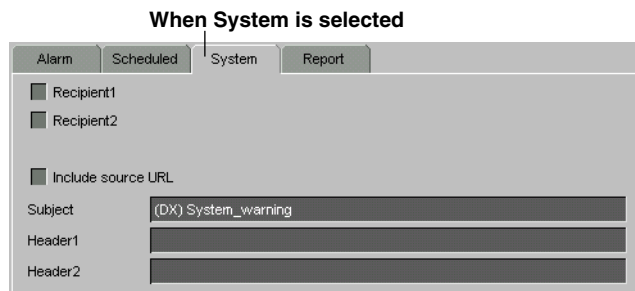 When System is selected
Alarm Scheduled System Report
Recipient1
Recipient2
Include source URL
Subject (DX) System_warning
Header1
Header2